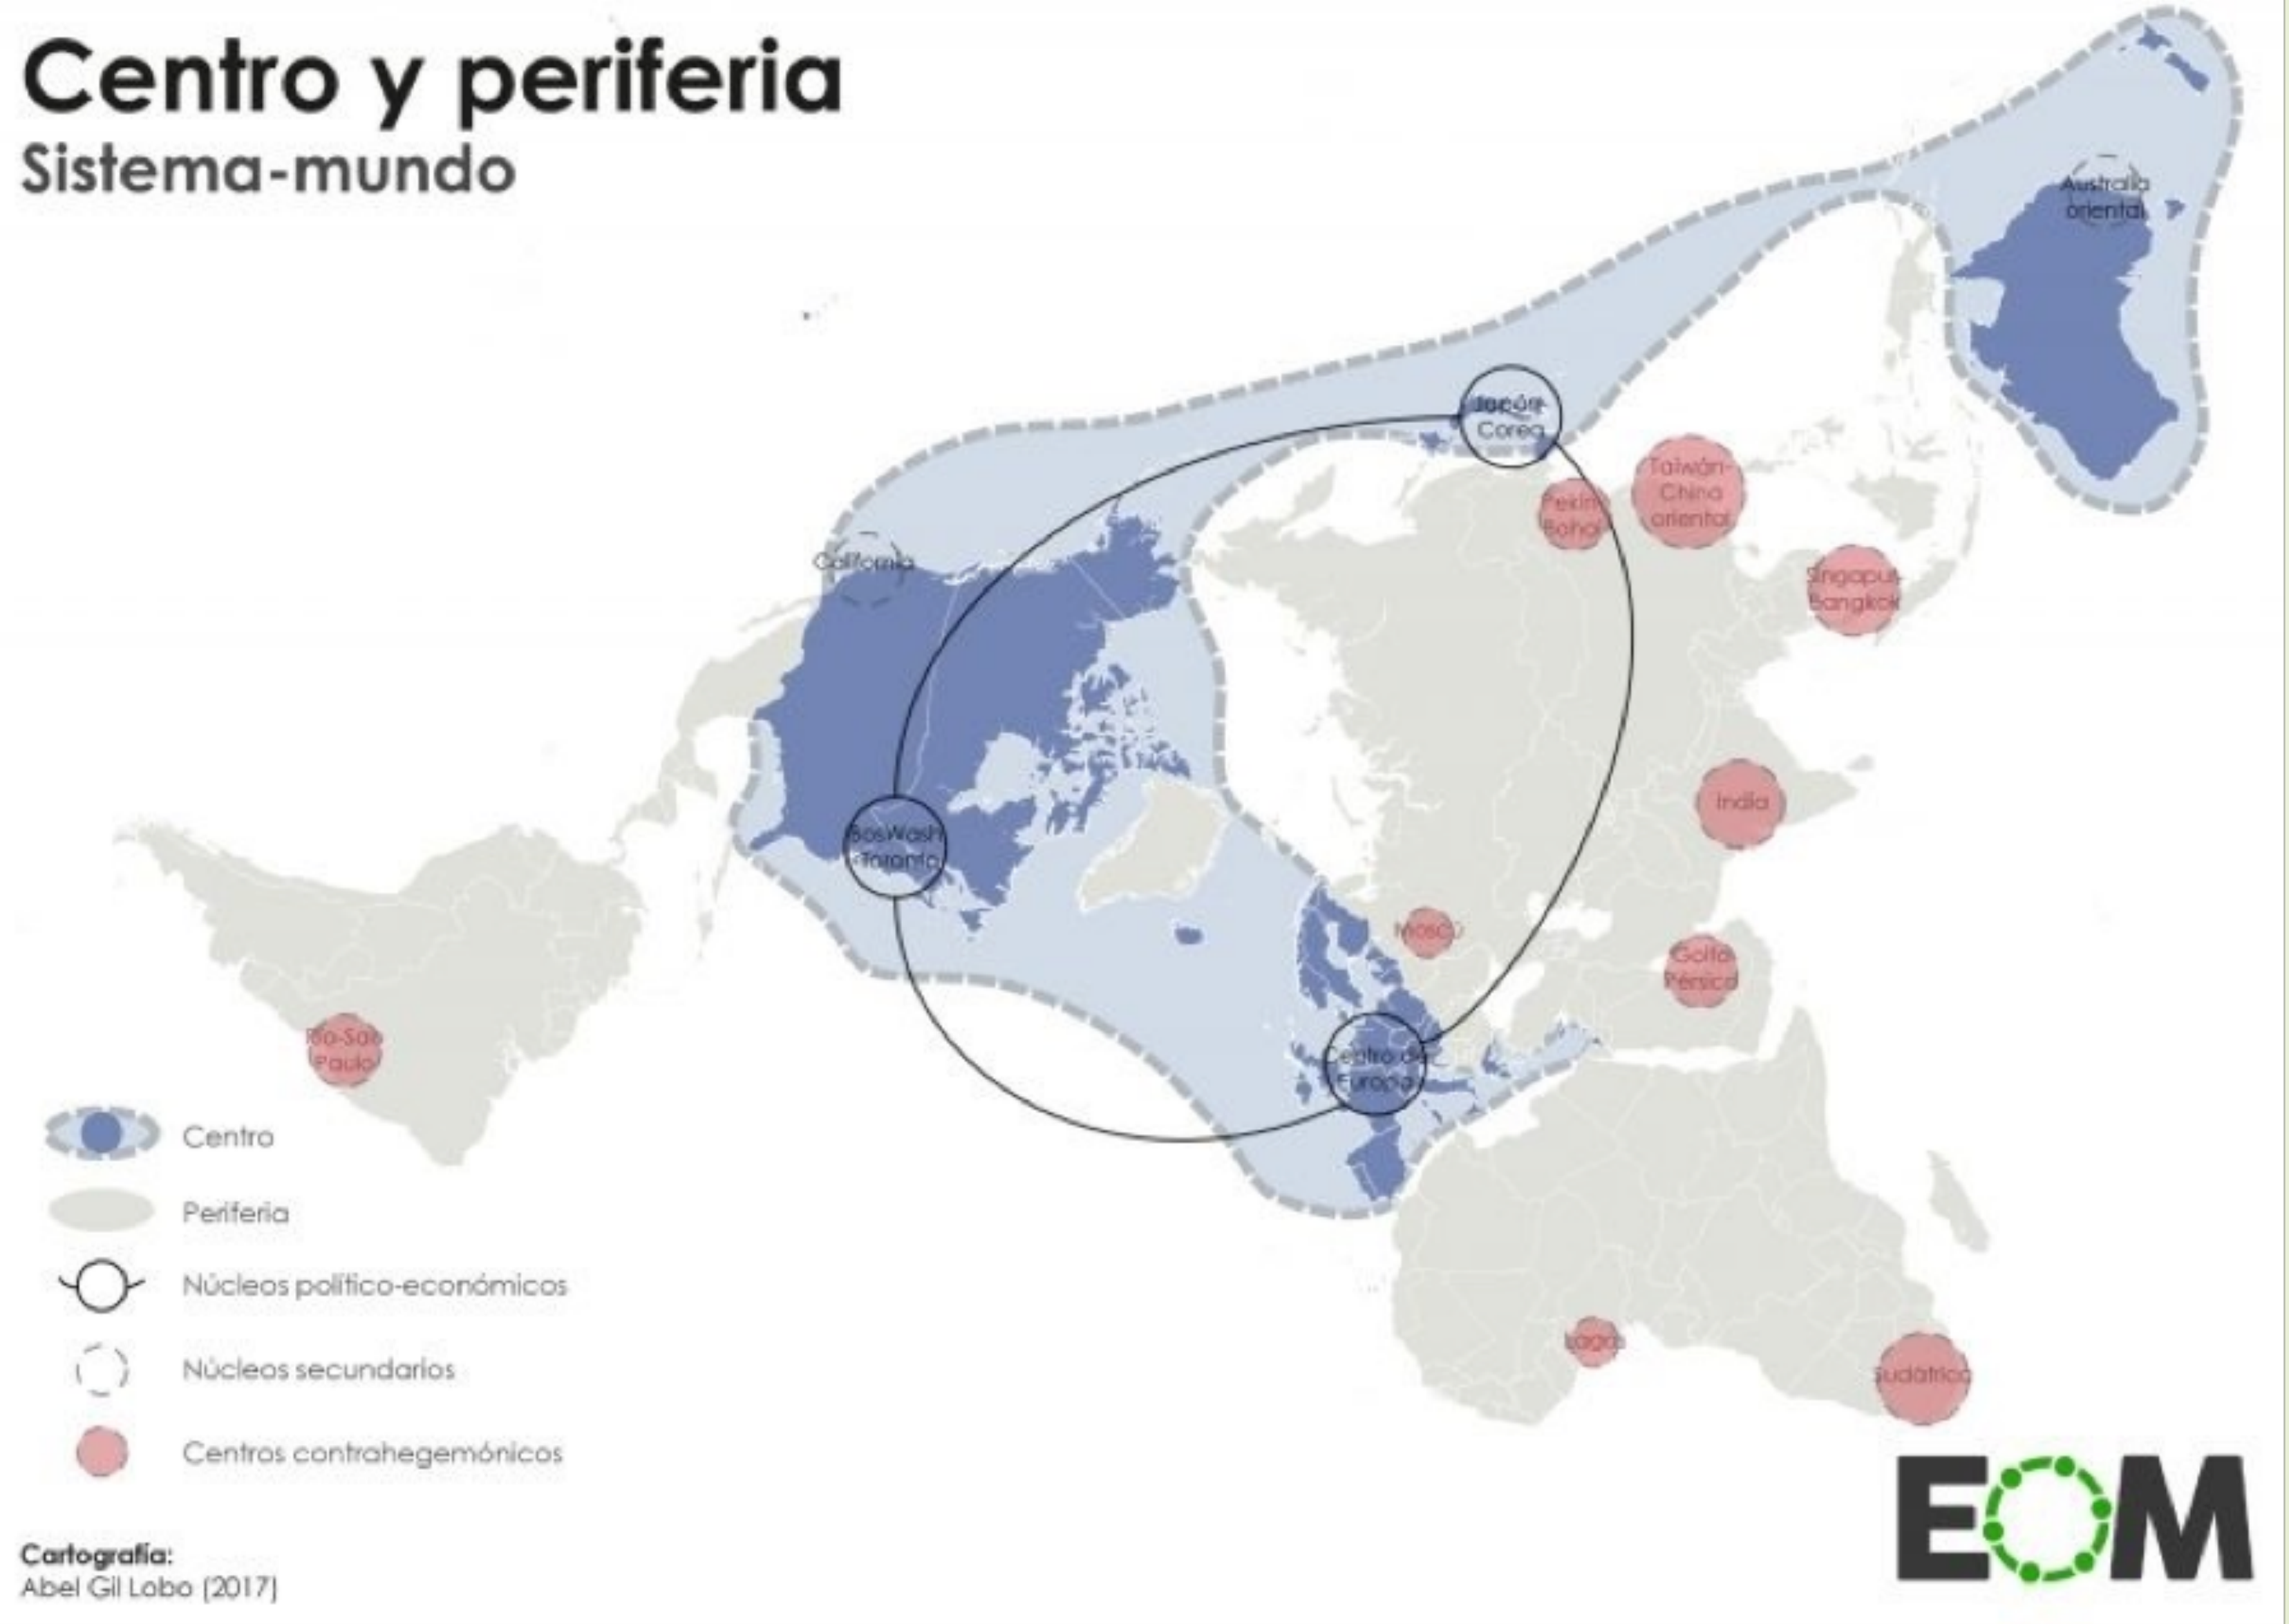 Centro y periferia
Sistema-mundo
Australia
oriental
Japón-
Corea
Taiwán-
China
oriental
Pekín
Bohai
Singapur-
Bangkok
California
India
BosWash
-Toronto
Moscú
Golfo
Pérsico
Río-Sao
Paulo
Centro de
Europa
Lagos
Sudáfrica
Centro
Periferia
Núcleos político-económicos
Núcleos secundarios
Centros contrahegemónicos
Cartografía:
Abel Gil Lobo (2017)
EOM